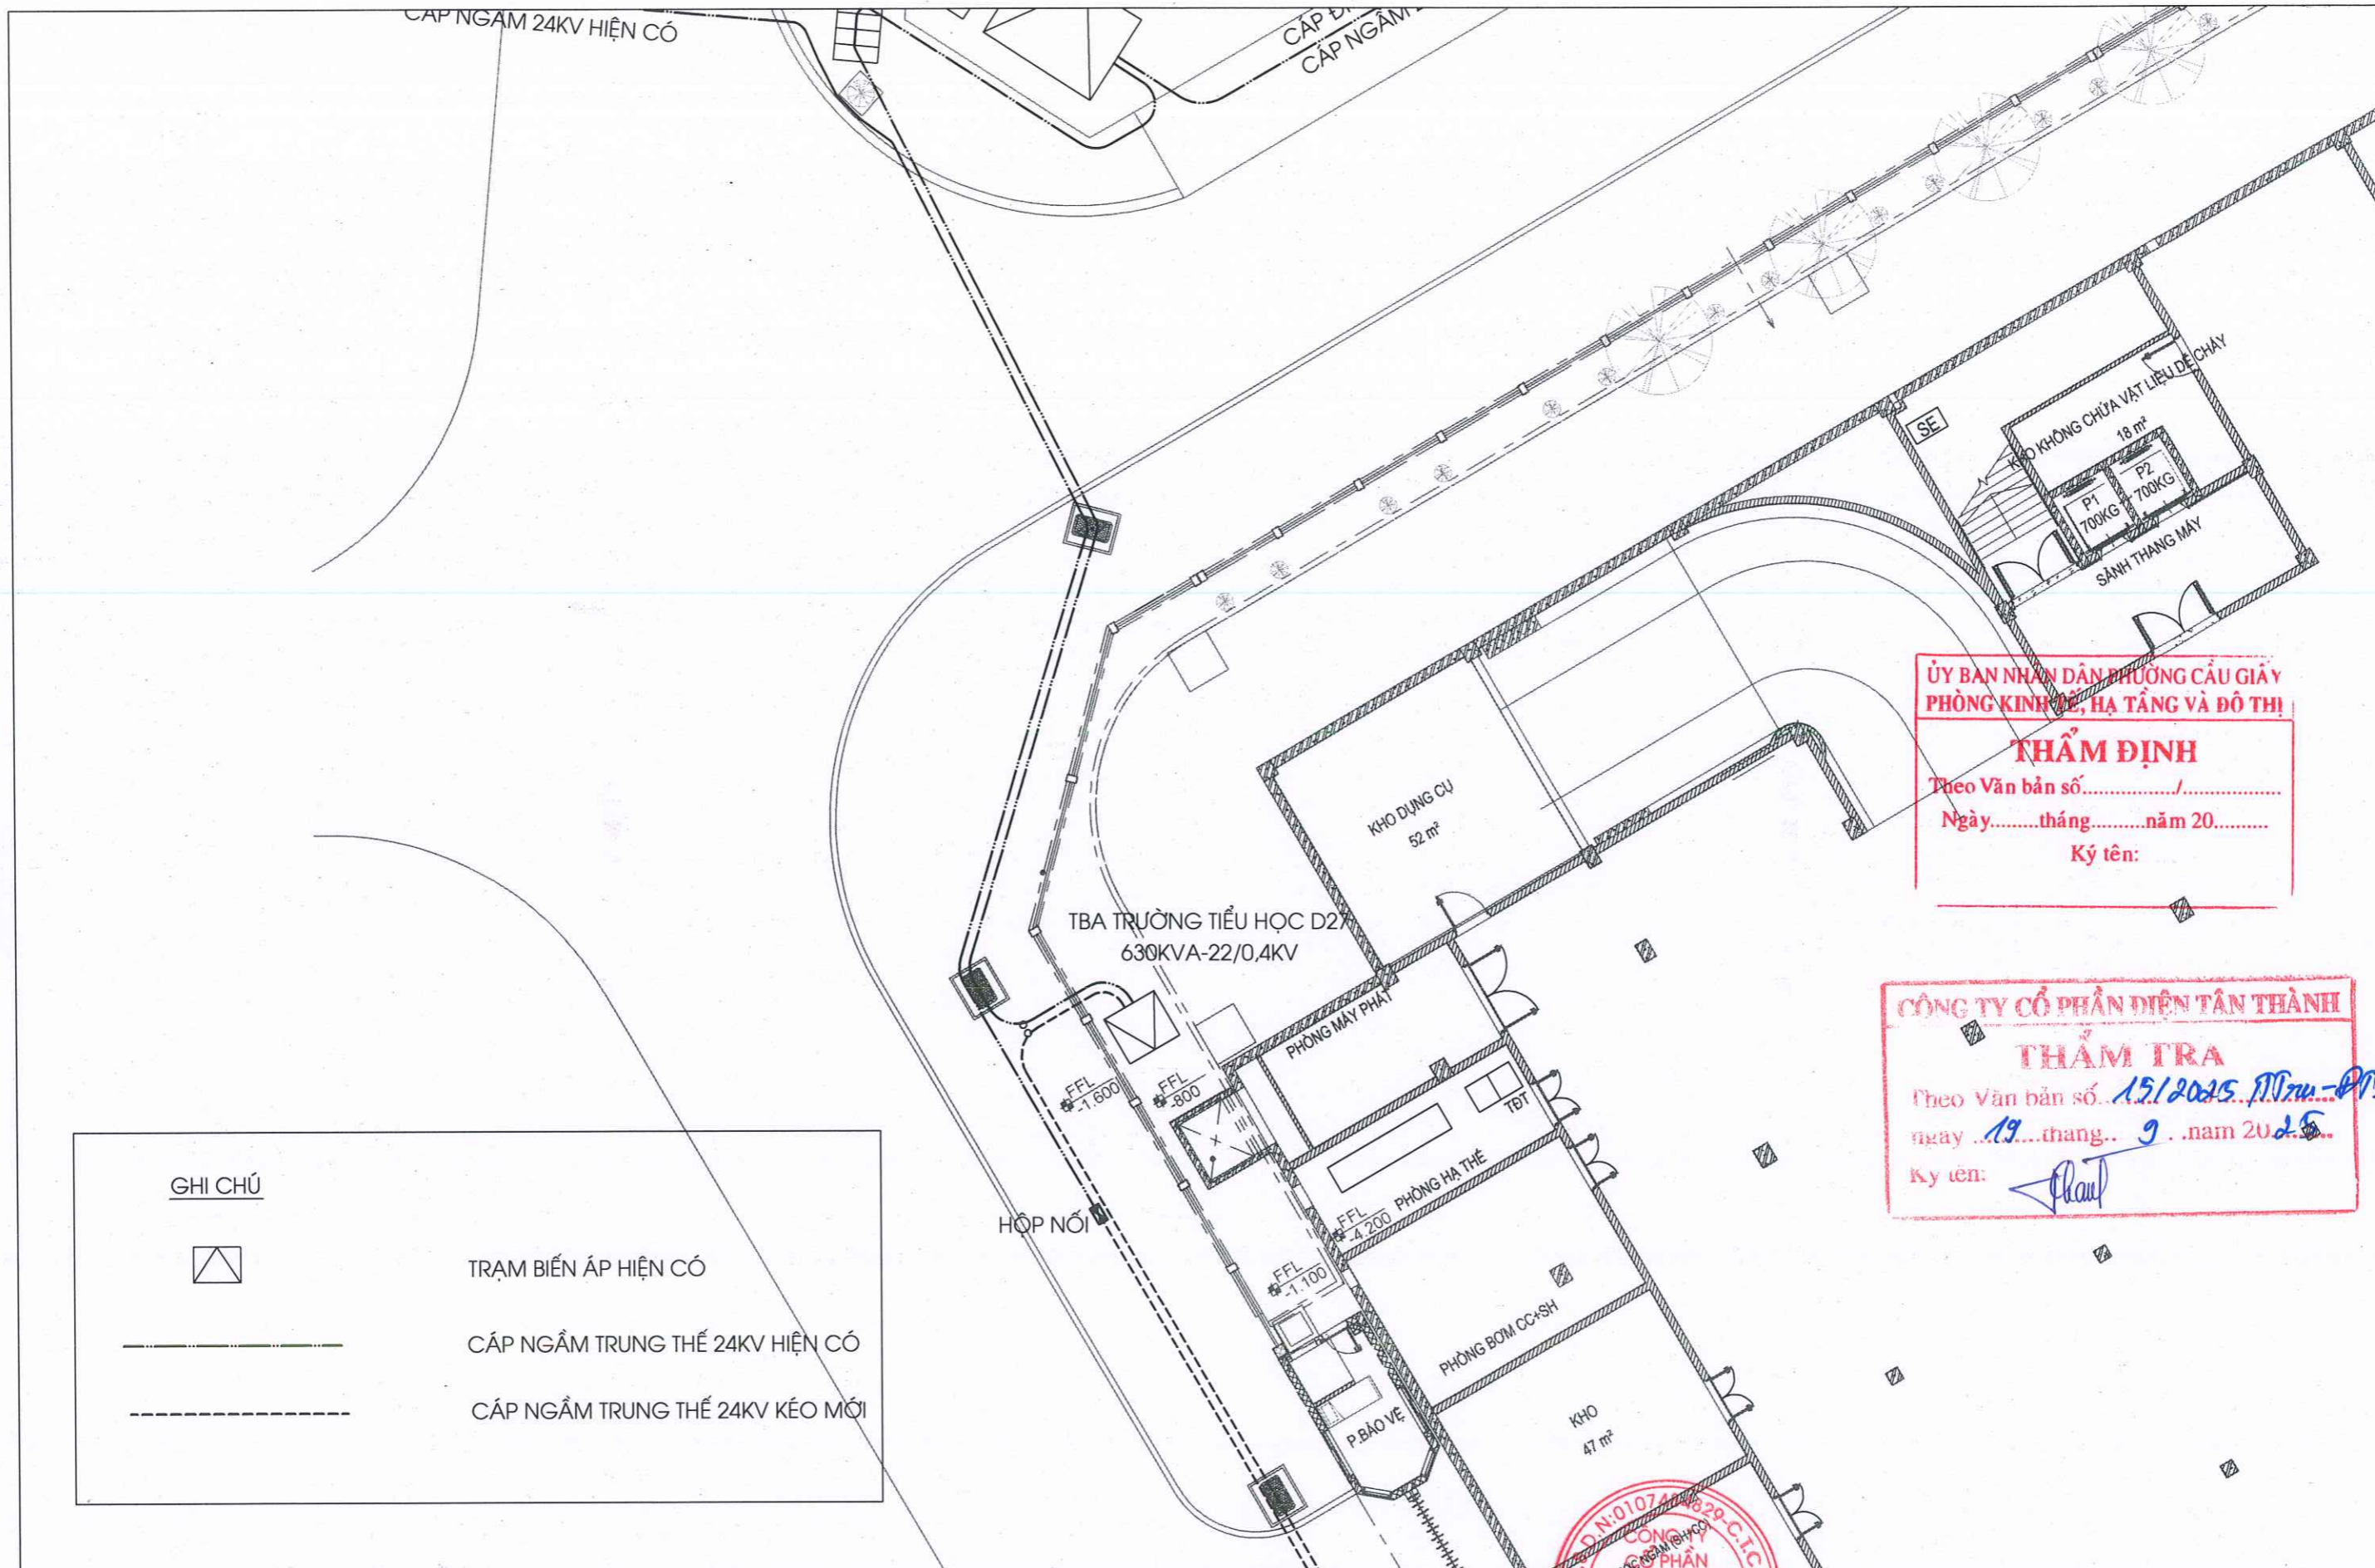 CÁP NGẦM 24KV HIỆN CÓ
CÁP NGẦM
SE
KHO KHÔNG CHỨA VẬT LIỆU DỄ CHÁY
18 m²
P1
700KG
P2
700KG
SẢNH THANG MÁY
KHO DỤNG CỤ
52 m²
TBA TRƯỜNG TIỂU HỌC D27
630KVA-22/0,4KV
PHÒNG MÁY PHÁT
FFL
-1.600
FFL
-800
TĐT
PHÒNG HẠ THẾ
FFL
-4.200
HỘP NỐI
FFL
-1.100
PHÒNG BƠM CC+SH
P.BẢO VỆ
KHO
47 m²
GHI CHÚ
TRẠM BIẾN ÁP HIỆN CÓ
CÁP NGẦM TRUNG THẾ 24KV HIỆN CÓ
CÁP NGẦM TRUNG THẾ 24KV KÉO MỚI
ỦY BAN NHÂN DÂN PHƯỜNG CẦU GIẤY
PHÒNG KINH TẾ, HẠ TẦNG VÀ ĐÔ THỊ
THẨM ĐỊNH
Theo Văn bản số................/.................
Ngày.........tháng..........năm 20..........
Ký tên:
CÔNG TY CỔ PHẦN ĐIỆN TÂN THÀNH
THẨM TRA
Theo Văn bản số 15/2025
ngày 19 tháng 9 năm 2025
Ký tên:
CÔNG TY
CỔ PHẦN